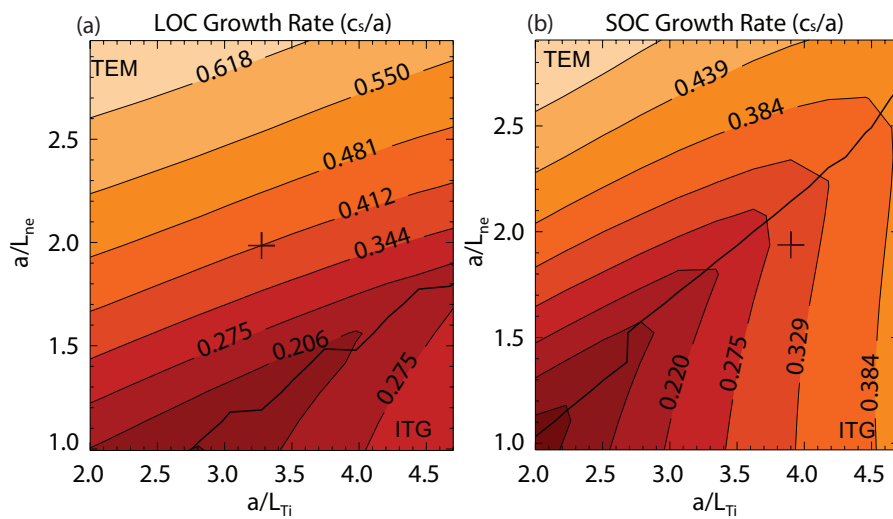 (a) LOC Growth Rate (cs/a)
TEM
0.618
0.550
0.481
0.412
0.344
0.275
0.206
0.275
ITG
2.5
2.0
1.5
1.0
a/Lne
2.0 2.5 3.0 3.5 4.0 4.5
a/LTi
(b) SOC Growth Rate (cs/a)
TEM
0.439
0.384
0.220
0.275
0.329
0.384
ITG
2.5
2.0
1.5
1.0
a/Lne
2.0 2.5 3.0 3.5 4.0 4.5
a/LTi